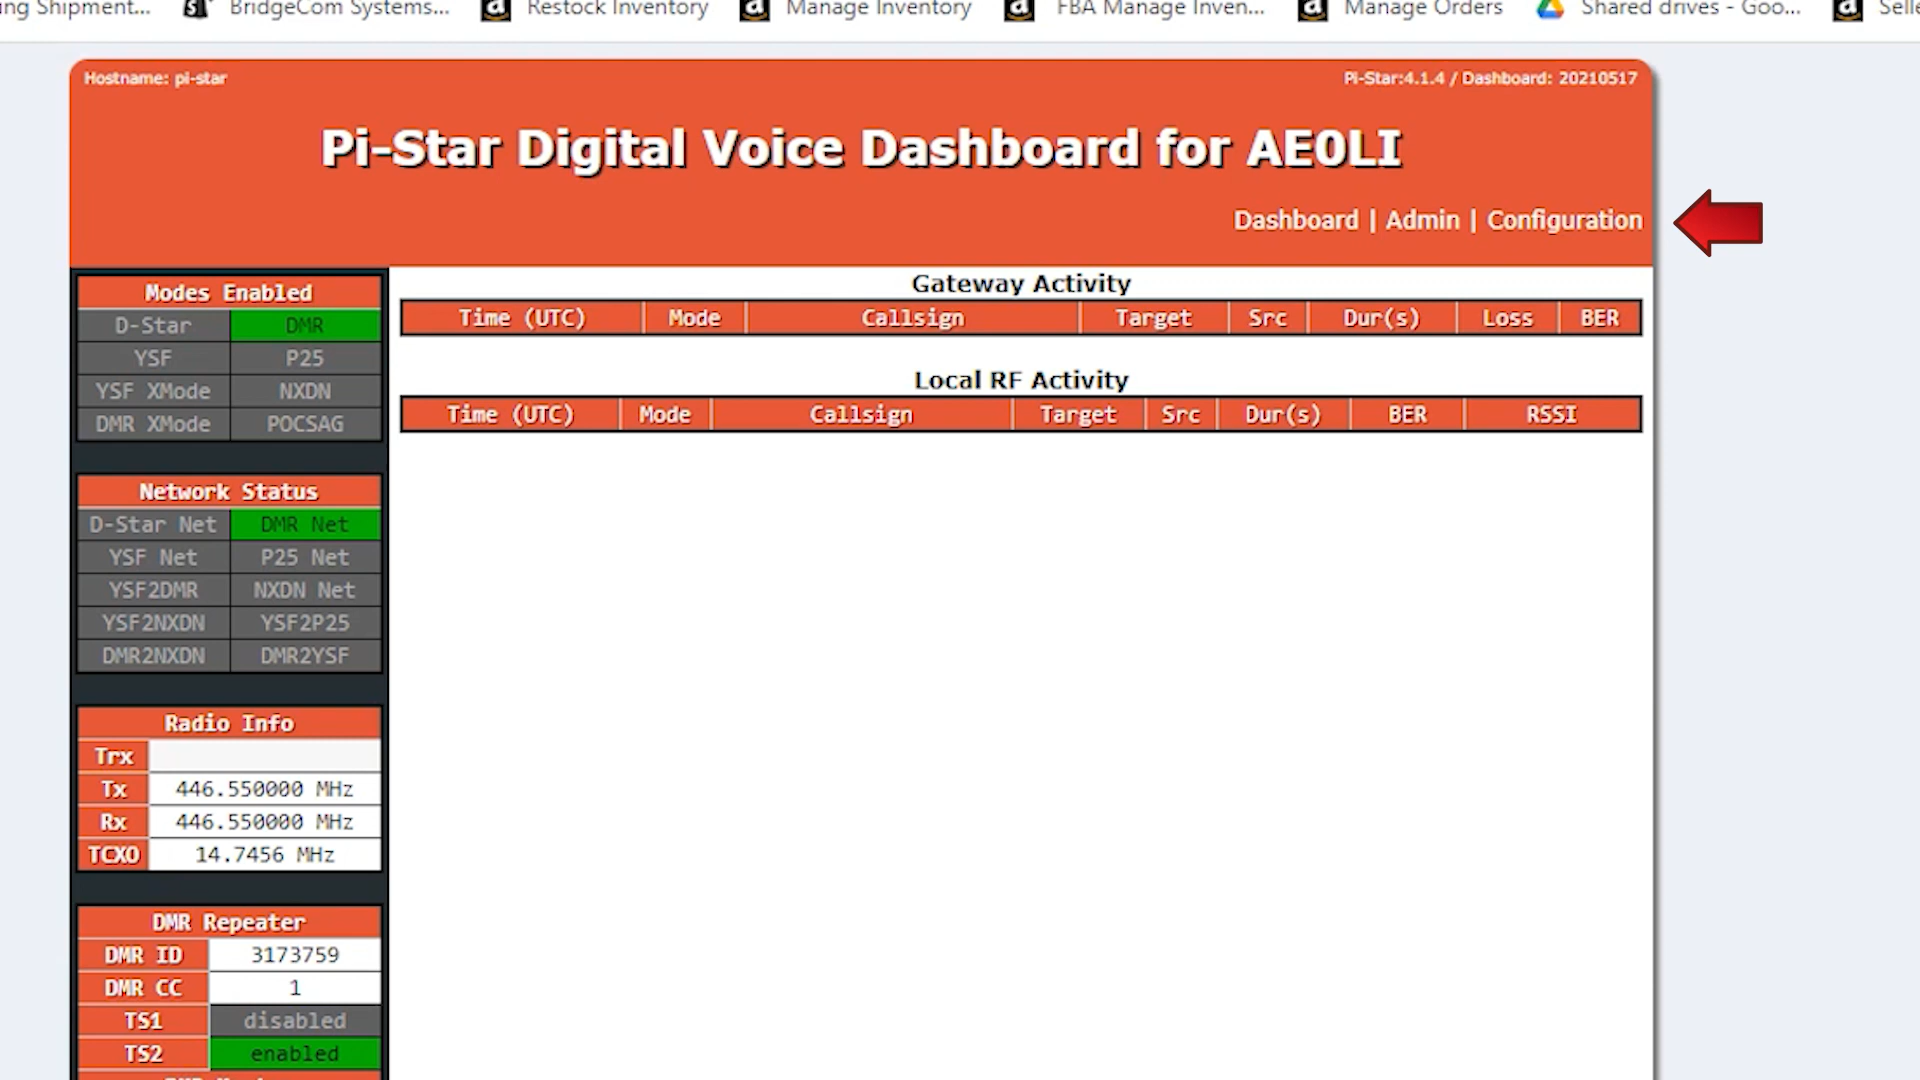 ng Shipment... BridgeCom Systems... Restock Inventory Manage Inventory FBA Manage Inven... Manage Orders Shared drives - Goo... Selle
Hostname: pi-star
Pi-Star:4.1.4 / Dashboard: 20210517
Pi-Star Digital Voice Dashboard for AE0LI
Dashboard | Admin | Configuration
Modes Enabled
D-Star DMR
YSF P25
YSF XMode NXDN
DMR XMode POCSAG
Network Status
D-Star Net DMR Net
YSF Net P25 Net
YSF2DMR NXDN Net
YSF2NXDN YSF2P25
DMR2NXDN DMR2YSF
Radio Info
Trx
Tx 446.550000 MHz
Rx 446.550000 MHz
TCXO 14.7456 MHz
DMR Repeater
DMR ID 3173759
DMR CC 1
TS1 disabled
TS2 enabled
Gateway Activity
Time (UTC) Mode Callsign Target Src Dur(s) Loss BER
Local RF Activity
Time (UTC) Mode Callsign Target Src Dur(s) BER RSSI